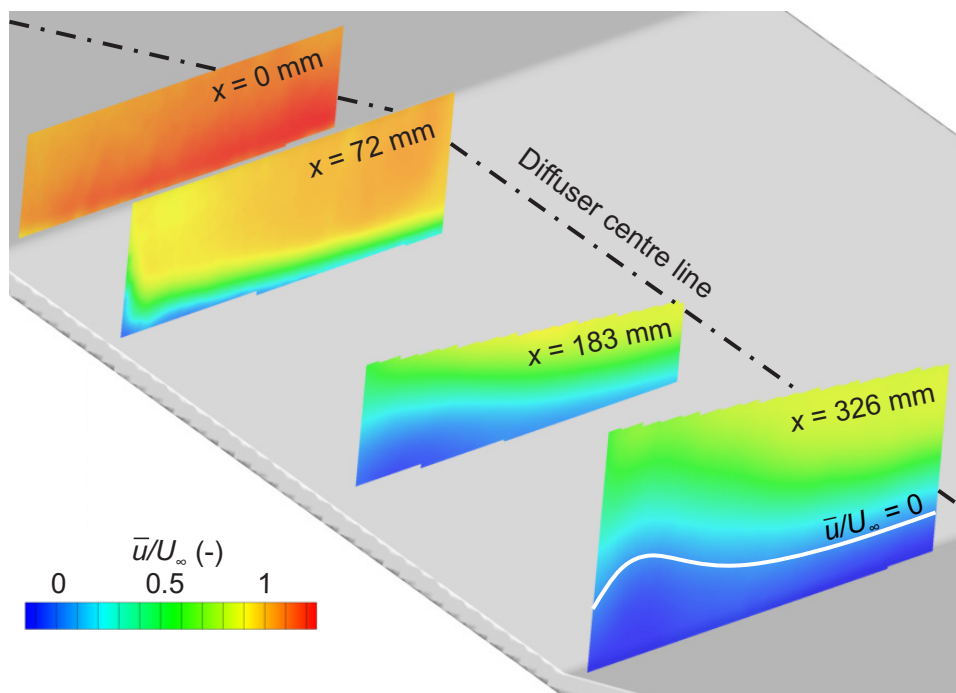 x = 0 mm
x = 72 mm
Diffuser centre line
x = 183 mm
x = 326 mm
u̅/U∞ = 0
u̅/U∞ (-)
0 0.5 1